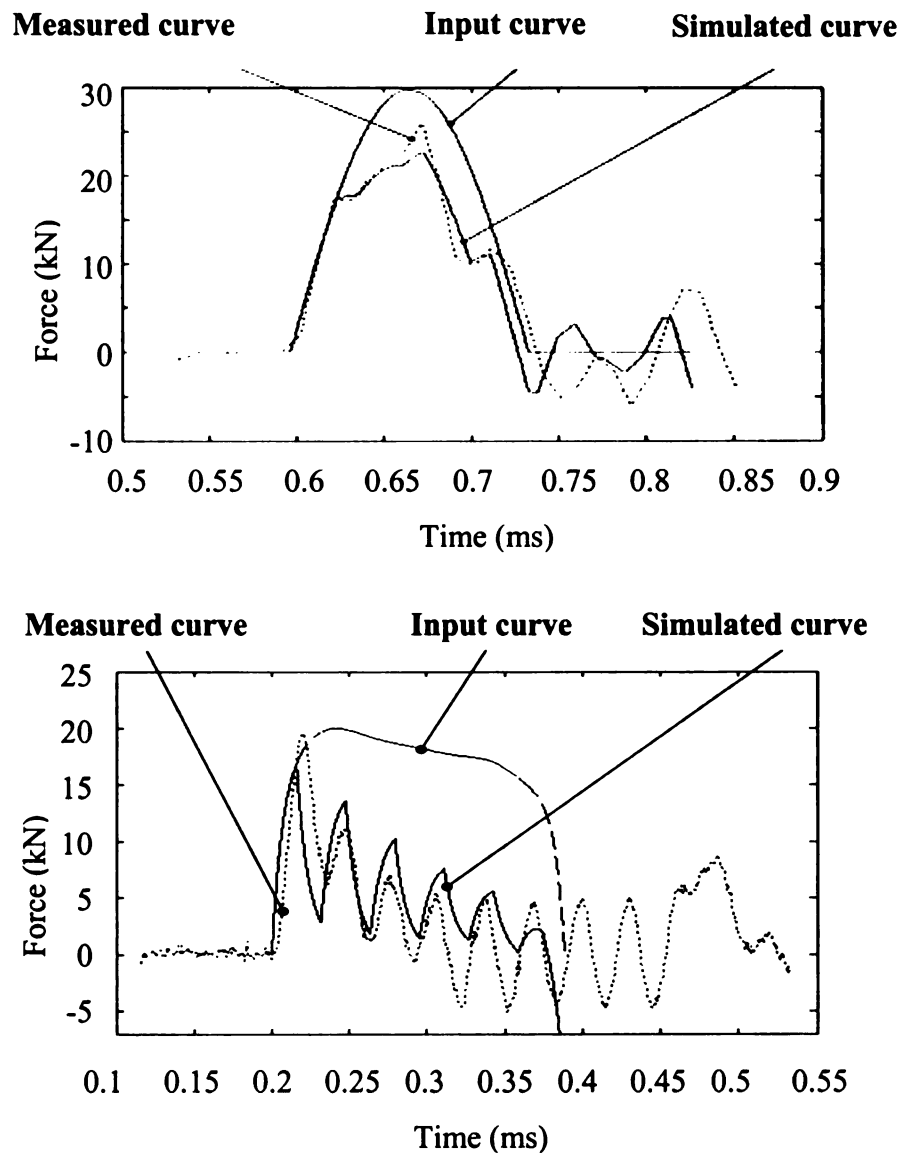 Measured curve Input curve Simulated curve
30
20
10
0
-10
Force (kN)
0.5 0.55 0.6 0.65 0.7 0.75 0.8 0.85 0.9
Time (ms)
Measured curve Input curve Simulated curve
25
20
15
10
5
0
-5
Force (kN)
0.1 0.15 0.2 0.25 0.3 0.35 0.4 0.45 0.5 0.55
Time (ms)